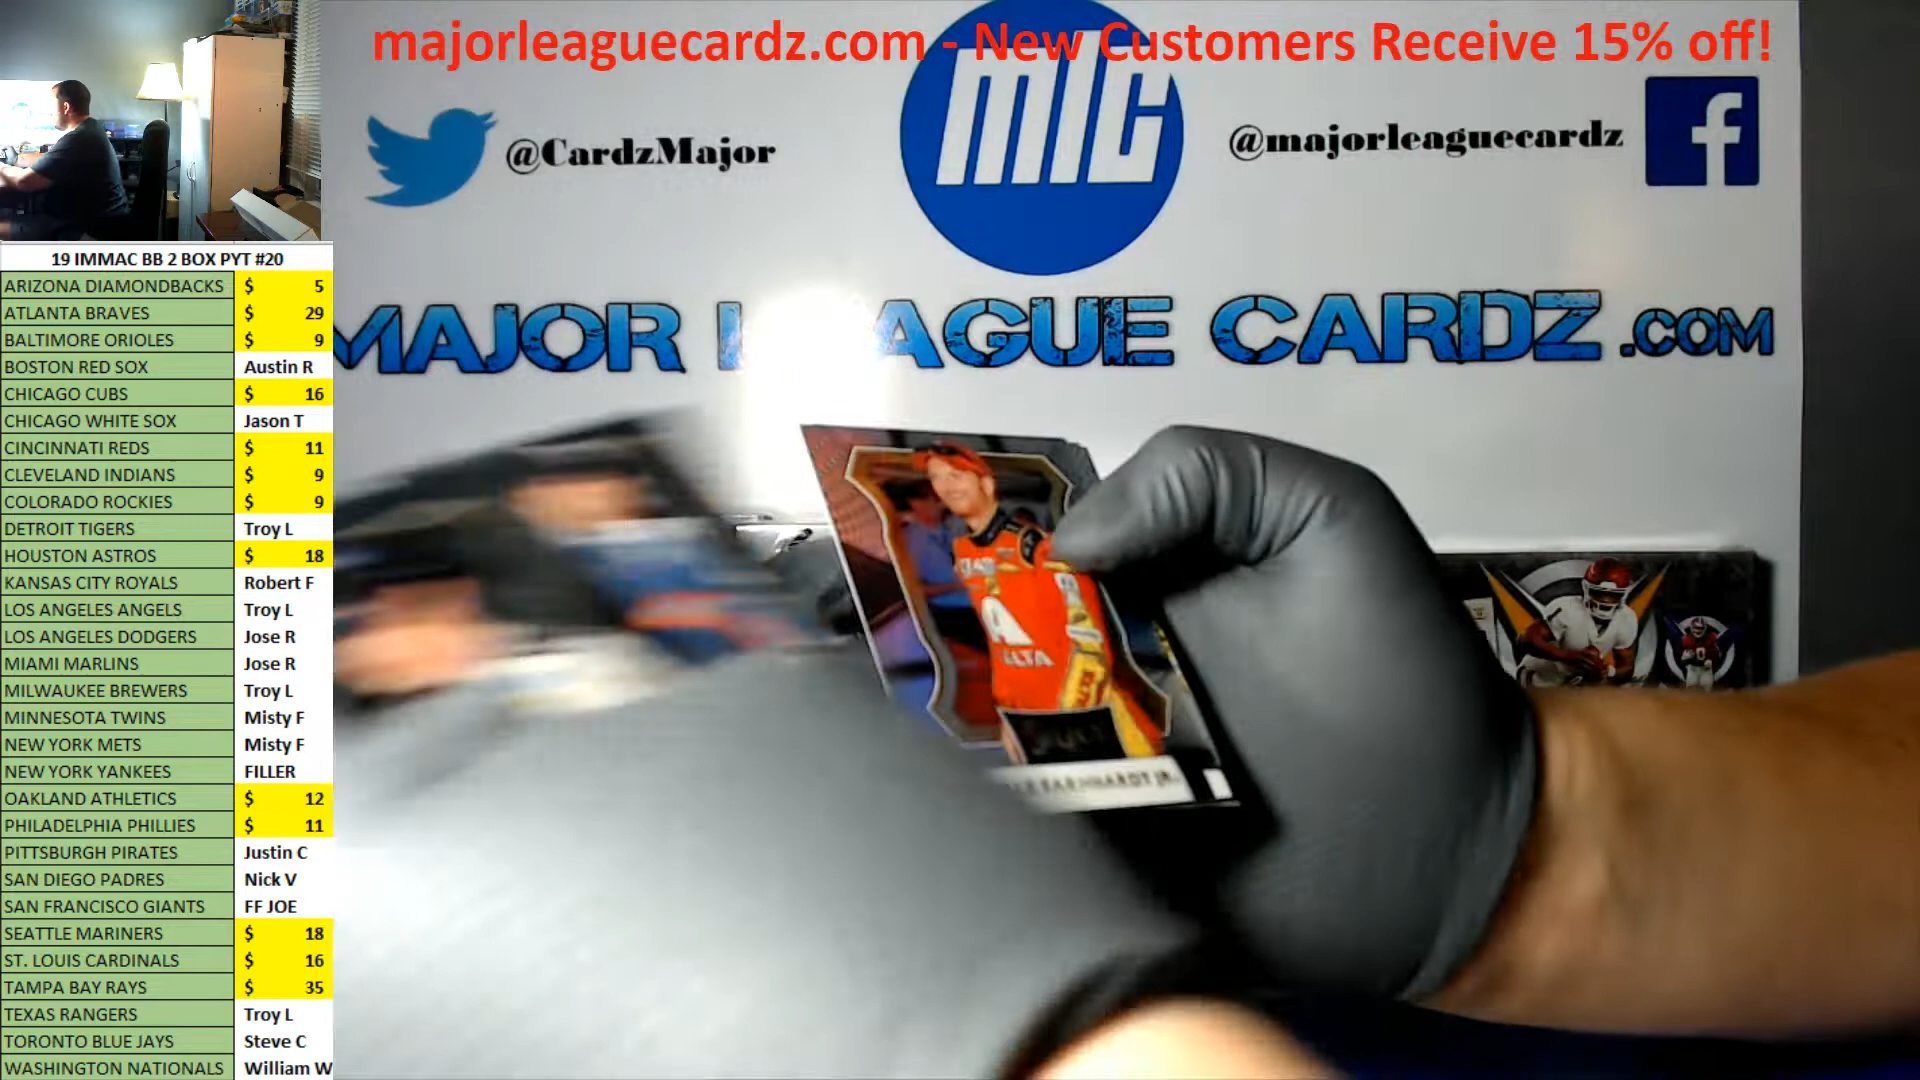 majorleaguecardz.com - New Customers Receive 15% off!
MLC
@CardzMajor
@majorleaguecardz
f
MAJOR LEAGUE CARDZ.COM
19 IMMAC BB 2 BOX PYT #20
ARIZONA DIAMONDBACKS $ 5
ATLANTA BRAVES $ 29
BALTIMORE ORIOLES $ 9
BOSTON RED SOX Austin R
CHICAGO CUBS $ 16
CHICAGO WHITE SOX Jason T
CINCINNATI REDS $ 11
CLEVELAND INDIANS $ 9
COLORADO ROCKIES $ 9
DETROIT TIGERS Troy L
HOUSTON ASTROS $ 18
KANSAS CITY ROYALS Robert F
LOS ANGELES ANGELS Troy L
LOS ANGELES DODGERS Jose R
MIAMI MARLINS Jose R
MILWAUKEE BREWERS Troy L
MINNESOTA TWINS Misty F
NEW YORK METS Misty F
NEW YORK YANKEES FILLER
OAKLAND ATHLETICS $ 12
PHILADELPHIA PHILLIES $ 11
PITTSBURGH PIRATES Justin C
SAN DIEGO PADRES Nick V
SAN FRANCISCO GIANTS FF JOE
SEATTLE MARINERS $ 18
ST. LOUIS CARDINALS $ 16
TAMPA BAY RAYS $ 35
TEXAS RANGERS Troy L
TORONTO BLUE JAYS Steve C
WASHINGTON NATIONALS William W
AXALTA
EARNHARDT JR.